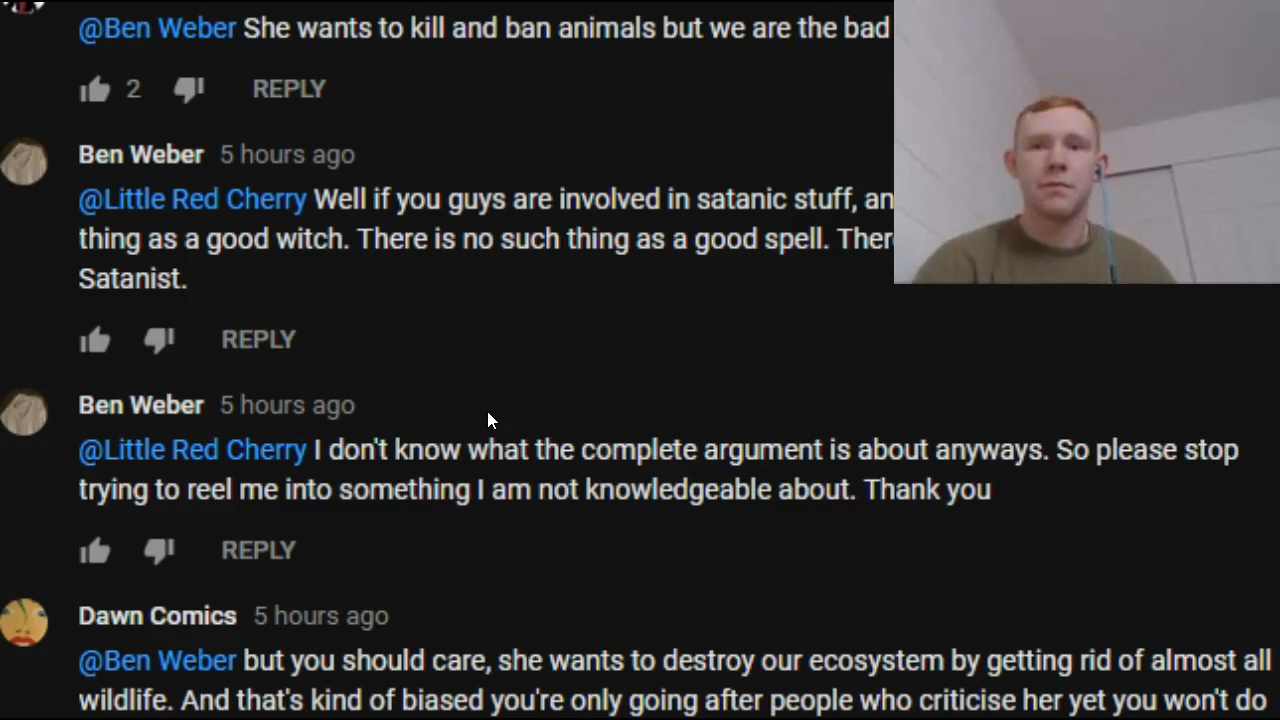 @Ben Weber She wants to kill and ban animals but we are the bad
2 REPLY
Ben Weber 5 hours ago
@Little Red Cherry Well if you guys are involved in satanic stuff, an
thing as a good witch. There is no such thing as a good spell. Ther
Satanist.
REPLY
Ben Weber 5 hours ago
@Little Red Cherry I don't know what the complete argument is about anyways. So please stop
trying to reel me into something I am not knowledgeable about. Thank you
REPLY
Dawn Comics 5 hours ago
@Ben Weber but you should care, she wants to destroy our ecosystem by getting rid of almost all
wildlife. And that's kind of biased you're only going after people who criticise her yet you won't do